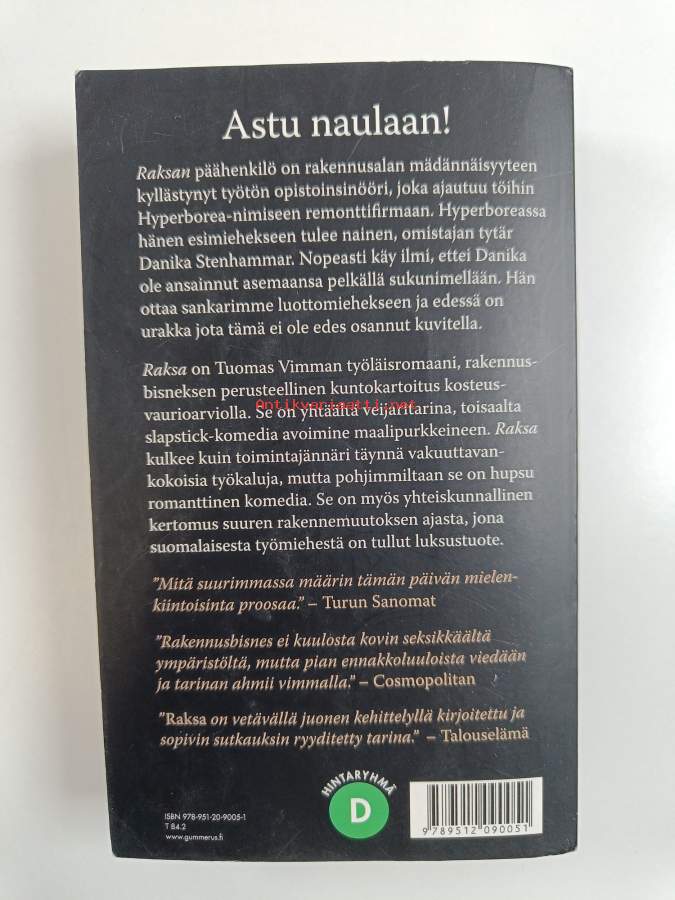 Astu naulaan!
Raksan päähenkilö on rakennusalan mädännäisyyteen
kyllästynyt työtön opistoinsinööri, joka ajautuu töihin
Hyperborea-nimiseen remonttifirmaan. Hyperboreassa
hänen esimiehekseen tulee nainen, omistajan tytär
Danika Stenhammar. Nopeasti käy ilmi, ettei Danika
ole ansainnut asemaansa pelkällä sukunimellään. Hän
ottaa sankarimme luottomiehekseen ja edessä on
urakka jota tämä ei ole edes osannut kuvitella.
Raksa on Tuomas Vimman työläisromaani, rakennus-
bisneksen perusteellinen kuntokartoitus kosteus-
vaurioarviolla. Se on yhtäältä veijaritarina, toisaalta
Antikvariaatti.net
slapstick-komedia avoimine maalipurkkeineen. Raksa
kulkee kuin toimintajännäri täynnä vakuuttavan-
kokoisia työkaluja, mutta pohjimmiltaan se on hupsu
romanttinen komedia. Se on myös yhteiskunnallinen
kertomus suuren rakennemuutoksen ajasta, jona
suomalaisesta työmiehestä on tullut luksustuote.
"Mitä suurimmassa määrin tämän päivän mielen-
kiintoisinta proosaa." – Turun Sanomat
"Rakennusbisnes ei kuulosta kovin seksikkäältä
ympäristöltä, mutta pian ennakkoluuloista viedään
ja tarinan ahmii vimmalla." – Cosmopolitan
"Raksa on vetävällä juonen kehittelyllä kirjoitettu ja
sopivin sutkauksin ryyditetty tarina." – Talouselämä
HINTARYHMÄ
D
ISBN 978-951-20-9005-1
T 84.2
www.gummerus.fi
9 789512 090051